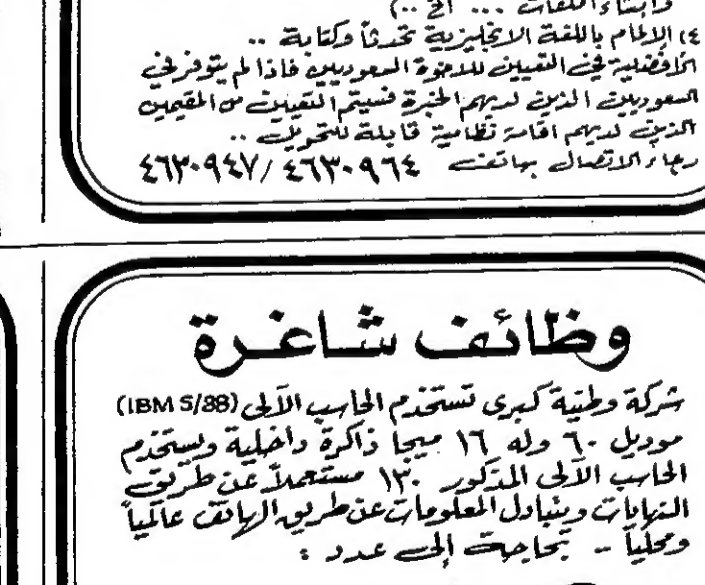 وإنشاء الملفات ... الخ ..)
٤) الإلمام باللغة الانجليزية تحدثاً وكتابة ..
الأفضلية في التعيين للاخوة السعوديين فاذا لم يتوفر في
السعوديين الذين لديهم الخبرة فسيتم التعيين من المقيمين
الذين لديهم اقامة نظامية قابلة للتحويل ..
رجاء الاتصال بهاتف ٤٦٣٠٩٦٤ / ٤٦٣٠٩٤٧
وظائف شاغرة
شركة وطنية كبرى تستخدم الحاسب الآلي (IBM S/38)
موديل ٦٠ وله ١٦ ميجا ذاكرة داخلية ويستخدم
الحاسب الآلي المذكور ١٣٠ مستعملاً عن طريق
النهايات ويتبادل المعلومات عن طريق الهاتف عالمياً
ومحلياً - بحاجة إلى عدد :